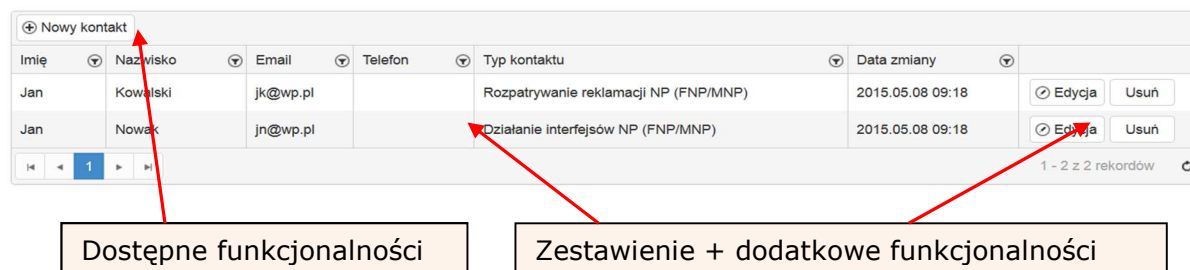 Nowy kontakt
Imię Nazwisko Email Telefon Typ kontaktu Data zmiany
Jan Kowalski jk@wp.pl Rozpatrywanie reklamacji NP (FNP/MNP) 2015.05.08 09:18 Edycja Usuń
Jan Nowak jn@wp.pl Działanie interfejsów NP (FNP/MNP) 2015.05.08 09:18 Edycja Usuń
1 1 - 2 z 2 rekordów
Dostępne funkcjonalności Zestawienie + dodatkowe funkcjonalności